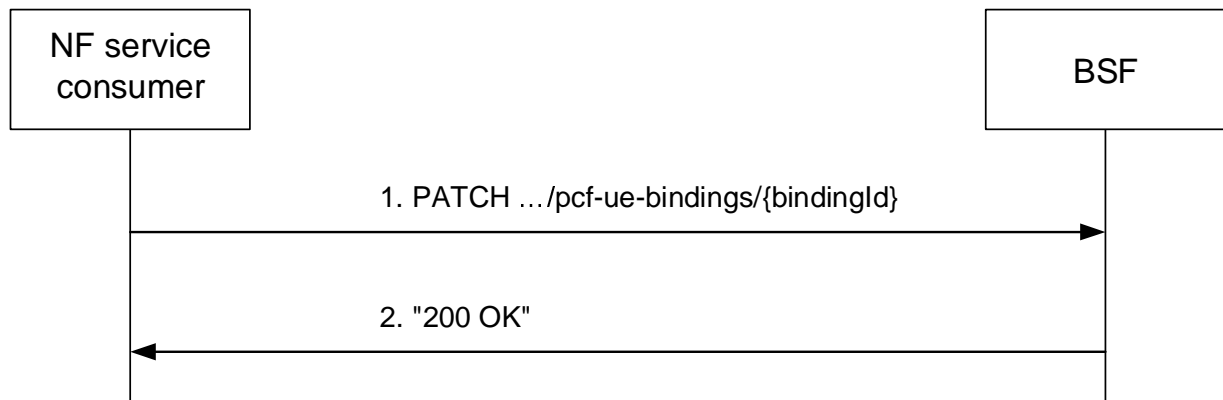 NF service
consumer
BSF
1. PATCH …/pcf-ue-bindings/{bindingId}
2. "200 OK"